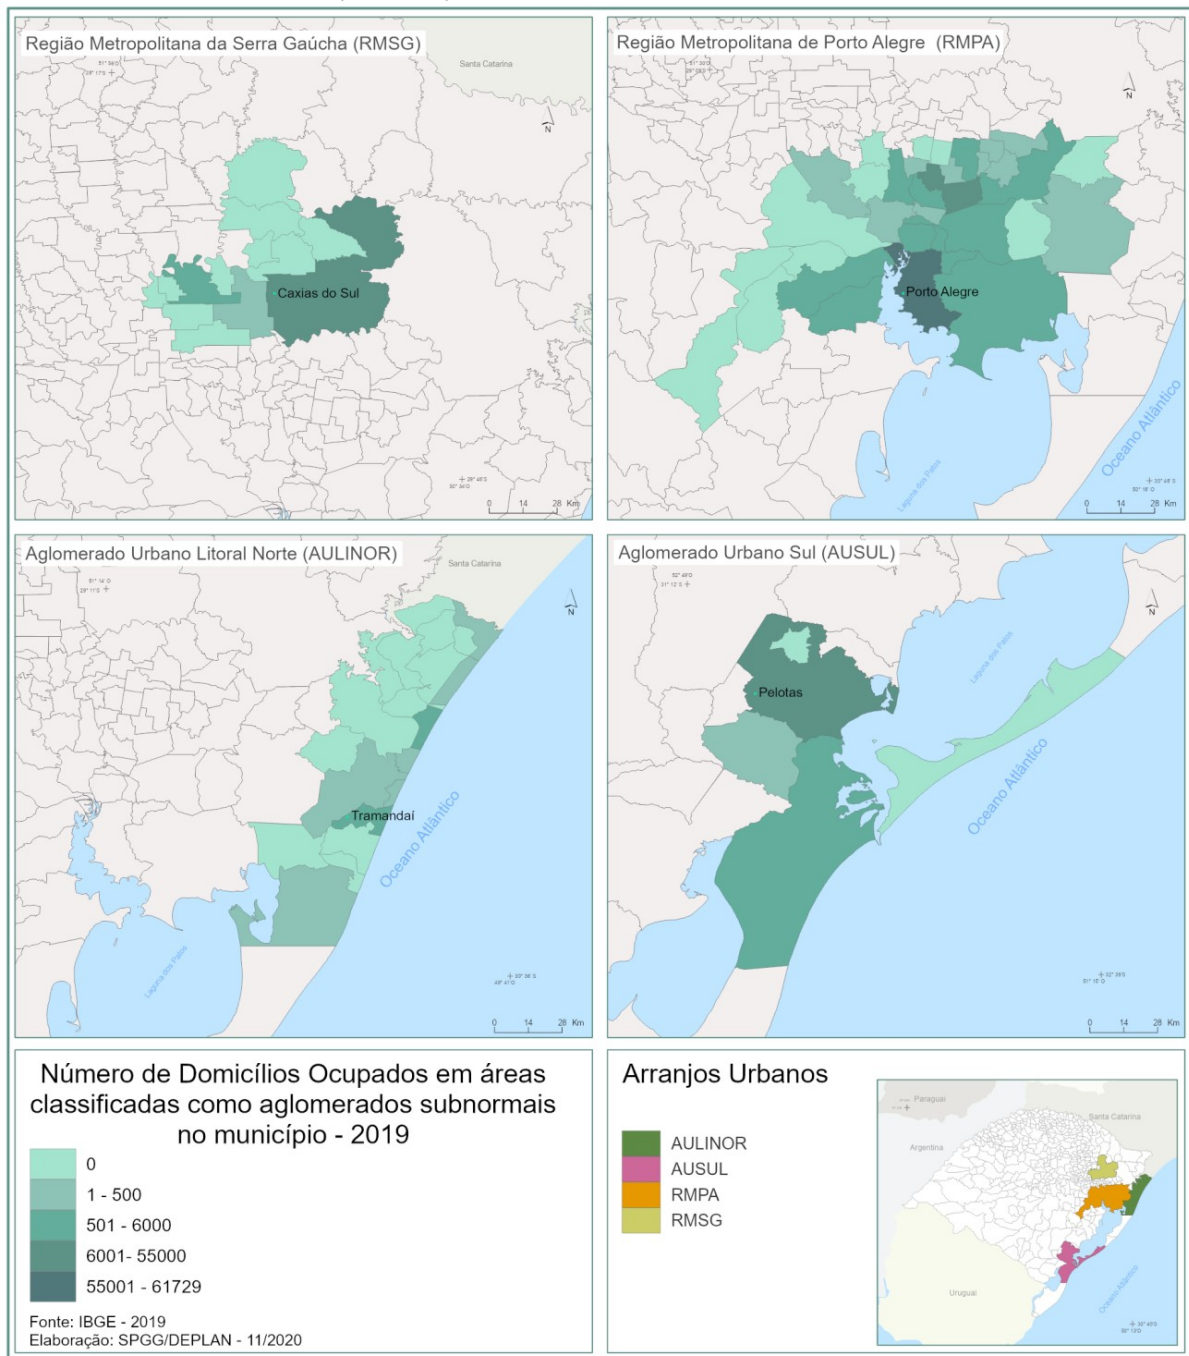 Região Metropolitana da Serra Gaúcha (RMSG)
Santa Catarina
N
Caxias do Sul
0 14 28 Km
Região Metropolitana de Porto Alegre (RMPA)
N
Porto Alegre
Oceano Atlântico
Laguna dos Patos
0 14 28 Km
Aglomerado Urbano Litoral Norte (AULINOR)
Santa Catarina
N
Tramandaí
Oceano Atlântico
Laguna dos Patos
0 14 28 Km
Aglomerado Urbano Sul (AUSUL)
N
Laguna dos Patos
Pelotas
Oceano Atlântico
0 14 28 Km
Número de Domicílios Ocupados em áreas
classificadas como aglomerados subnormais
no município - 2019
0
1 - 500
501 - 6000
6001- 55000
55001 - 61729
Fonte: IBGE - 2019
Elaboração: SPGG/DEPLAN - 11/2020
Arranjos Urbanos
AULINOR
AUSUL
RMPA
RMSG
Paraguai
Santa Catarina
Argentina
Uruguai
Oceano Atlântico